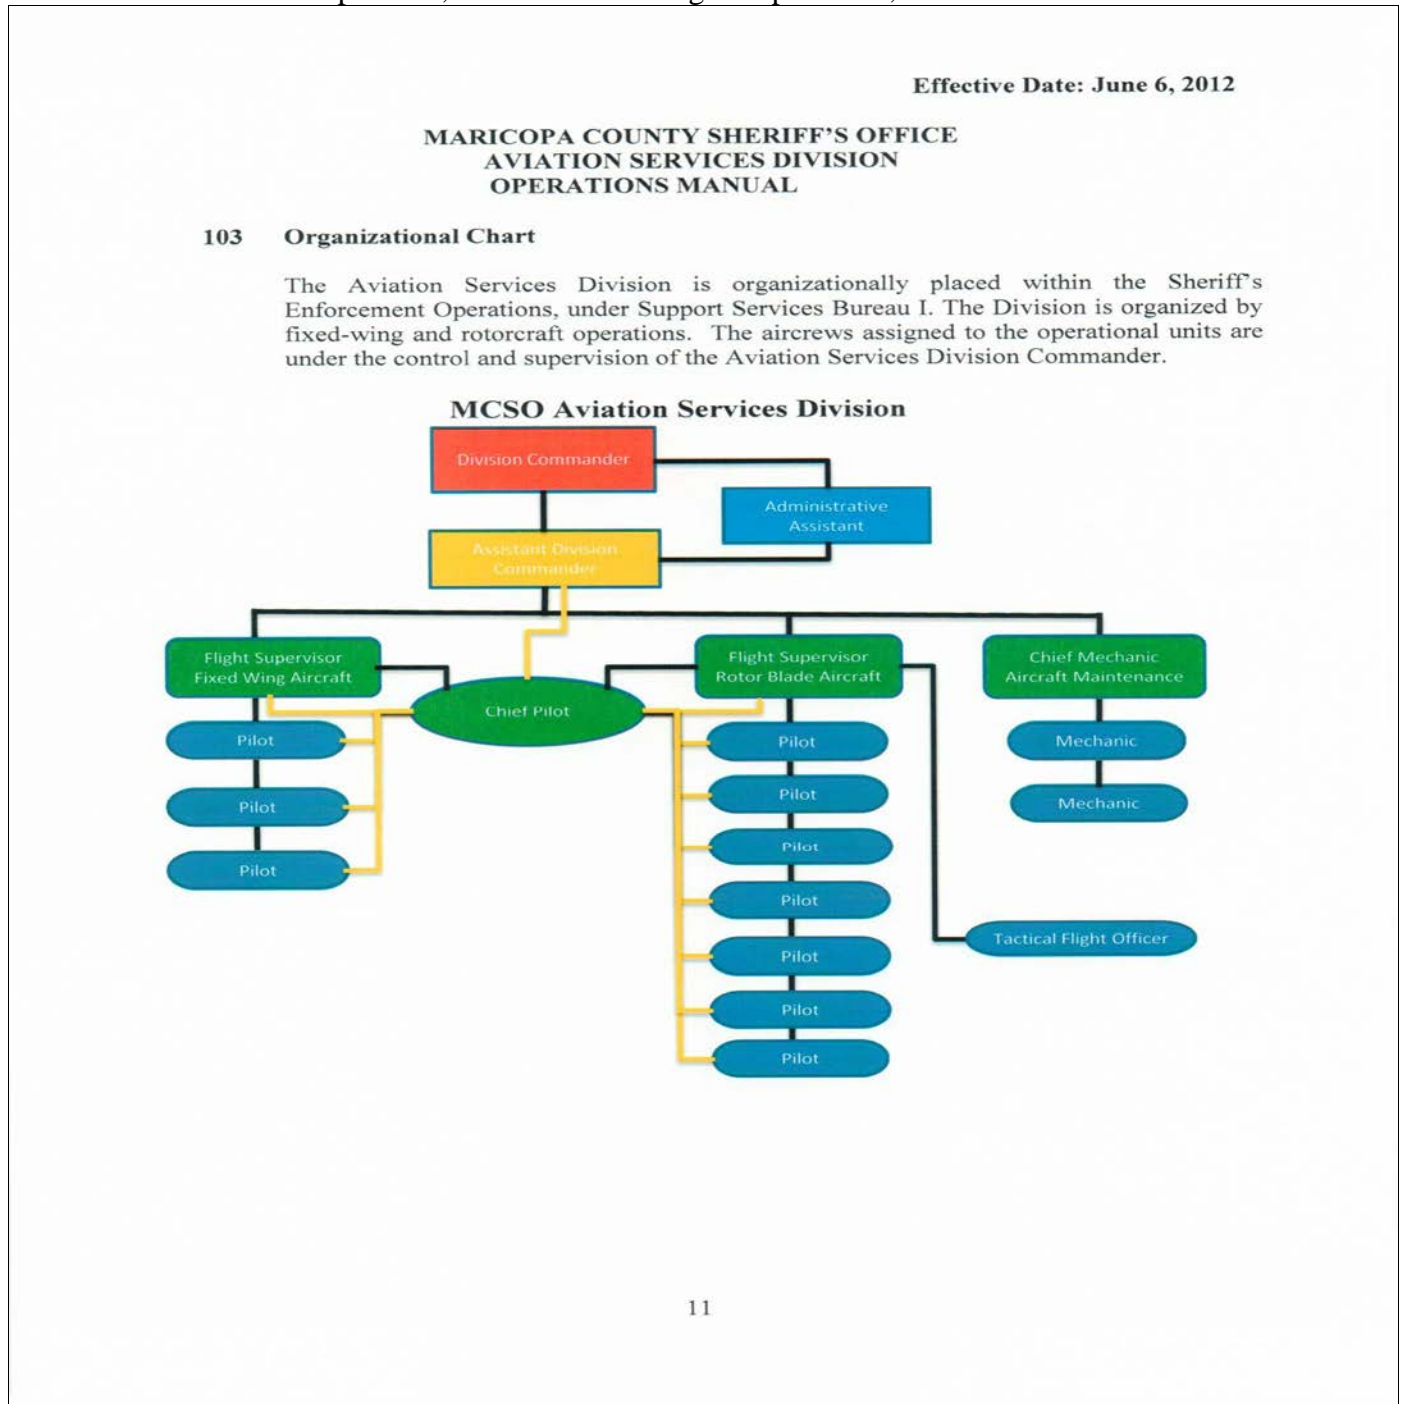 Effective Date: June 6, 2012
MARICOPA COUNTY SHERIFF'S OFFICE
AVIATION SERVICES DIVISION
OPERATIONS MANUAL
103 Organizational Chart
The Aviation Services Division is organizationally placed within the Sheriff's
Enforcement Operations, under Support Services Bureau I. The Division is organized by
fixed-wing and rotorcraft operations. The aircrews assigned to the operational units are
under the control and supervision of the Aviation Services Division Commander.
MCSO Aviation Services Division
Division Commander
Administrative
Assistant
Assistant Division
Commander
Flight Supervisor
Fixed Wing Aircraft
Flight Supervisor
Rotor Blade Aircraft
Chief Mechanic
Aircraft Maintenance
Chief Pilot
Pilot
Pilot
Pilot
Pilot
Pilot
Pilot
Pilot
Pilot
Pilot
Pilot
Mechanic
Mechanic
Tactical Flight Officer
11